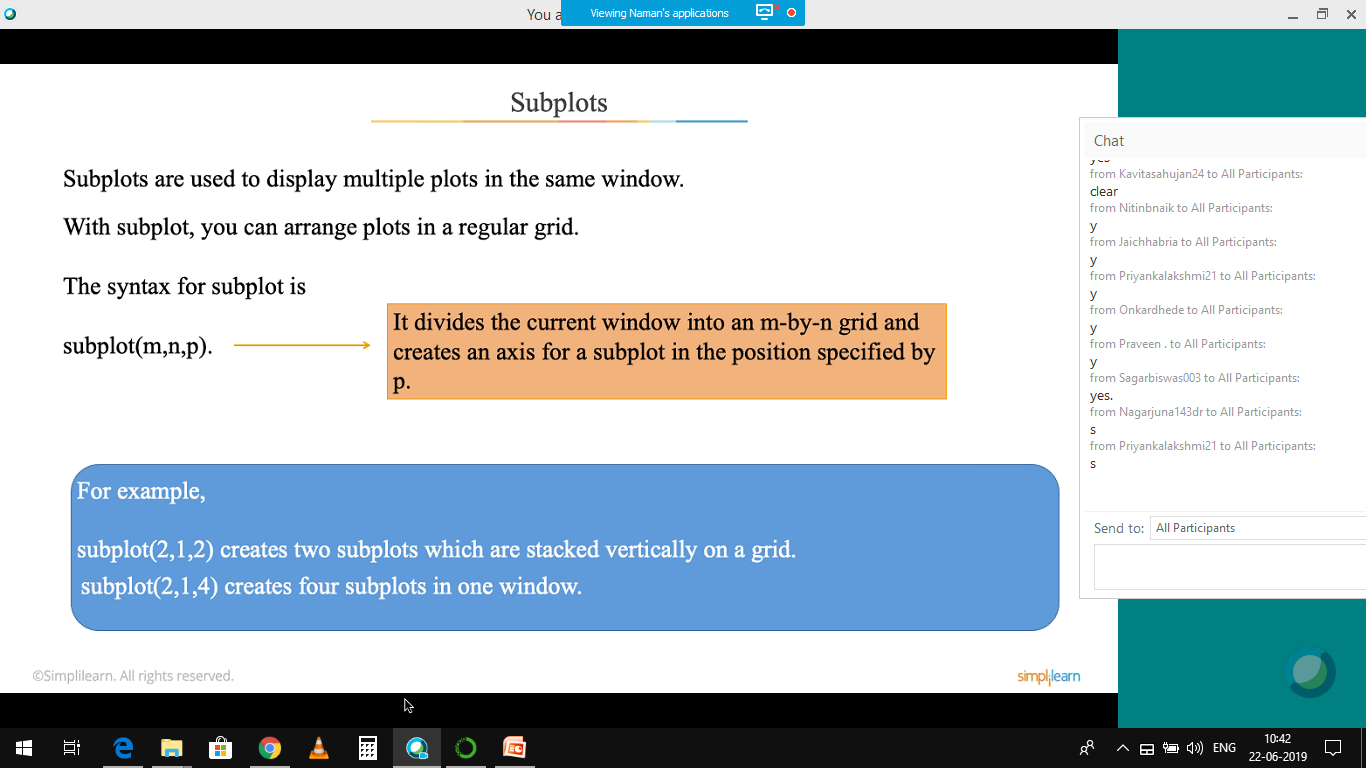 You a
Viewing Naman's applications
Subplots
Subplots are used to display multiple plots in the same window.
With subplot, you can arrange plots in a regular grid.
The syntax for subplot is
subplot(m,n,p).
It divides the current window into an m-by-n grid and
creates an axis for a subplot in the position specified by
p.
For example,
subplot(2,1,2) creates two subplots which are stacked vertically on a grid.
subplot(2,1,4) creates four subplots in one window.
©Simplilearn. All rights reserved.
simplilearn
Chat
yes
from Kavitasahujan24 to All Participants:
clear
from Nitinbnaik to All Participants:
y
from Jaichhabria to All Participants:
y
from Priyankalakshmi21 to All Participants:
y
from Onkardhede to All Participants:
y
from Praveen . to All Participants:
y
from Sagarbiswas003 to All Participants:
yes.
from Nagarjuna143dr to All Participants:
s
from Priyankalakshmi21 to All Participants:
s
Send to:
All Participants
ENG
10:42
22-06-2019